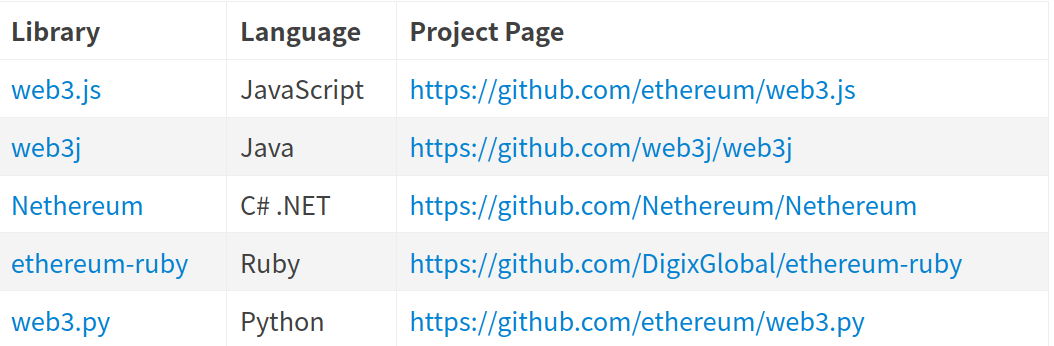 Library Language Project Page
web3.js JavaScript https://github.com/ethereum/web3.js
web3j Java https://github.com/web3j/web3j
Nethereum C# .NET https://github.com/Nethereum/Nethereum
ethereum-ruby Ruby https://github.com/DigixGlobal/ethereum-ruby
web3.py Python https://github.com/ethereum/web3.py